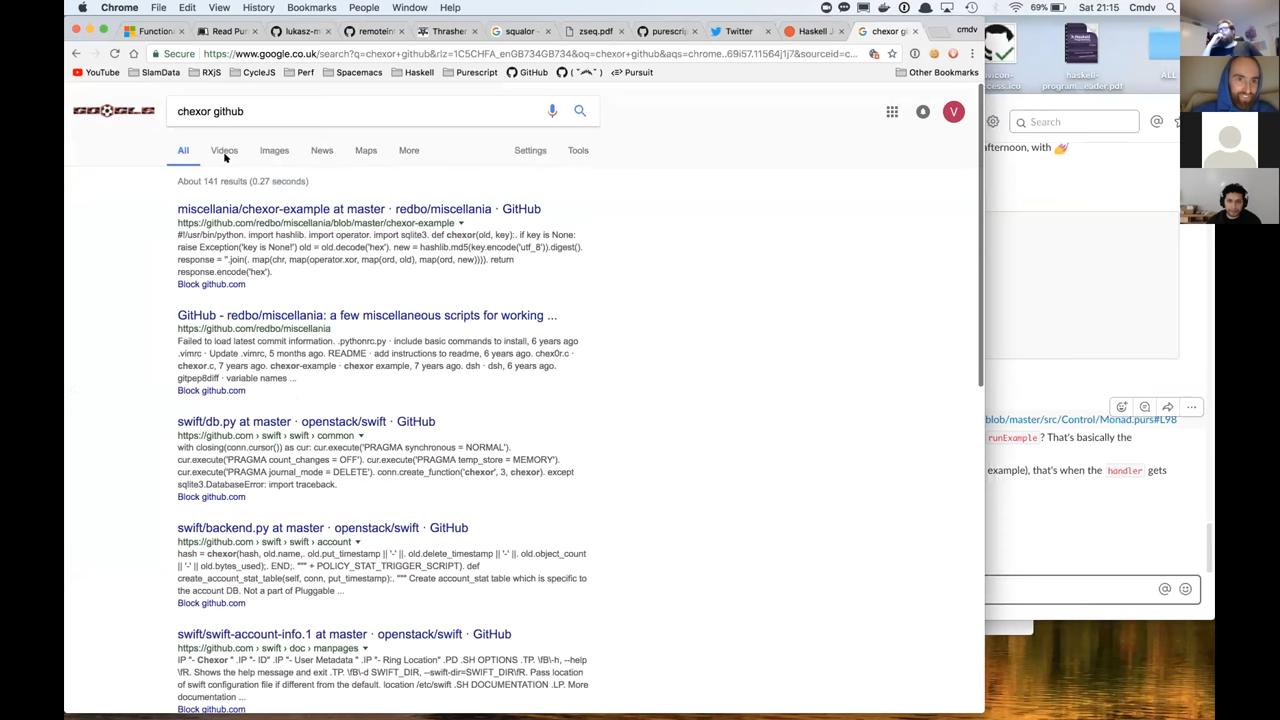 Chrome File Edit View History Bookmarks People Window Help
69% Sat 21:15 Cmdv
Function
Read Pur
lukasz-m
remotein
Thrasher
squalor -
zseq.pdf
purescrip
Twitter
Haskell J
chexor gi
cmdv
Secure https://www.google.co.uk/search?q=chexor+github&rlz=1C5CHFA_enGB734GB734&oq=chexor+github&aqs=chrome..69i57.11564j1j7&sourceid=c...
YouTube SlamData RXjS CycleJS Perf Spacemacs Haskell Purescript GitHub Pursuit Other Bookmarks
chexor github
V
All Videos Images News Maps More Settings Tools
About 141 results (0.27 seconds)
miscellania/chexor-example at master · redbo/miscellania · GitHub
https://github.com/redbo/miscellania/blob/master/chexor-example
#!/usr/bin/python. import hashlib. import operator. import sqlite3. def chexor(old, key):. if key is None:
raise Exception('key is None!') old = old.decode('hex'). new = hashlib.md5(key.encode('utf_8')).digest().
response = ''.join(. map(chr, map(operator.xor, map(ord, old), map(ord, new)))). return
response.encode('hex').
Block github.com
GitHub - redbo/miscellania: a few miscellaneous scripts for working ...
https://github.com/redbo/miscellania
Failed to load latest commit information. .pythonrc.py · include basic commands to install, 6 years ago
.vimrc · Update .vimrc, 5 months ago. README · add instructions to readme, 6 years ago. chex0r.c ·
chexor.c, 7 years ago. chexor-example · chexor example, 7 years ago. dsh · dsh, 6 years ago.
gitpep8diff · variable names ...
Block github.com
swift/db.py at master · openstack/swift · GitHub
https://github.com › swift › swift › common
with closing(conn.cursor()) as cur: cur.execute('PRAGMA synchronous = NORMAL').
cur.execute('PRAGMA count_changes = OFF'). cur.execute('PRAGMA temp_store = MEMORY').
cur.execute('PRAGMA journal_mode = DELETE'). conn.create_function('chexor', 3, chexor). except
sqlite3.DatabaseError: import traceback.
Block github.com
swift/backend.py at master · openstack/swift · GitHub
https://github.com › swift › swift › account
hash = chexor(hash, old.name,. old.put_timestamp || '-' ||. old.delete_timestamp || '-' ||. old.object_count
|| '-' || old.bytes_used);. END;. """ + POLICY_STAT_TRIGGER_SCRIPT). def
create_account_stat_table(self, conn, put_timestamp):. """ Create account_stat table which is specific to
the account DB. Not a part of Pluggable ...
Block github.com
swift/swift-account-info.1 at master · openstack/swift · GitHub
https://github.com › swift › doc › manpages
IP "- Chexor " .IP "- ID" .IP "- User Metadata " .IP "- Ring Location" .PD .SH OPTIONS .TP. \fB\-h, --help
\fR. Shows the help message and exit .TP. \fB\-d SWIFT_DIR, --swift-dir=SWIFT_DIR\fR. Pass location
of swift configuration file if different from the default. location /etc/swift .SH DOCUMENTATION .LP. More
documentation ...
Block github.com
haskell-
ALL
Search
afternoon, with
blob/master/src/Control/Monad.purs#L98
runExample ? That's basically the
example), that's when the handler gets